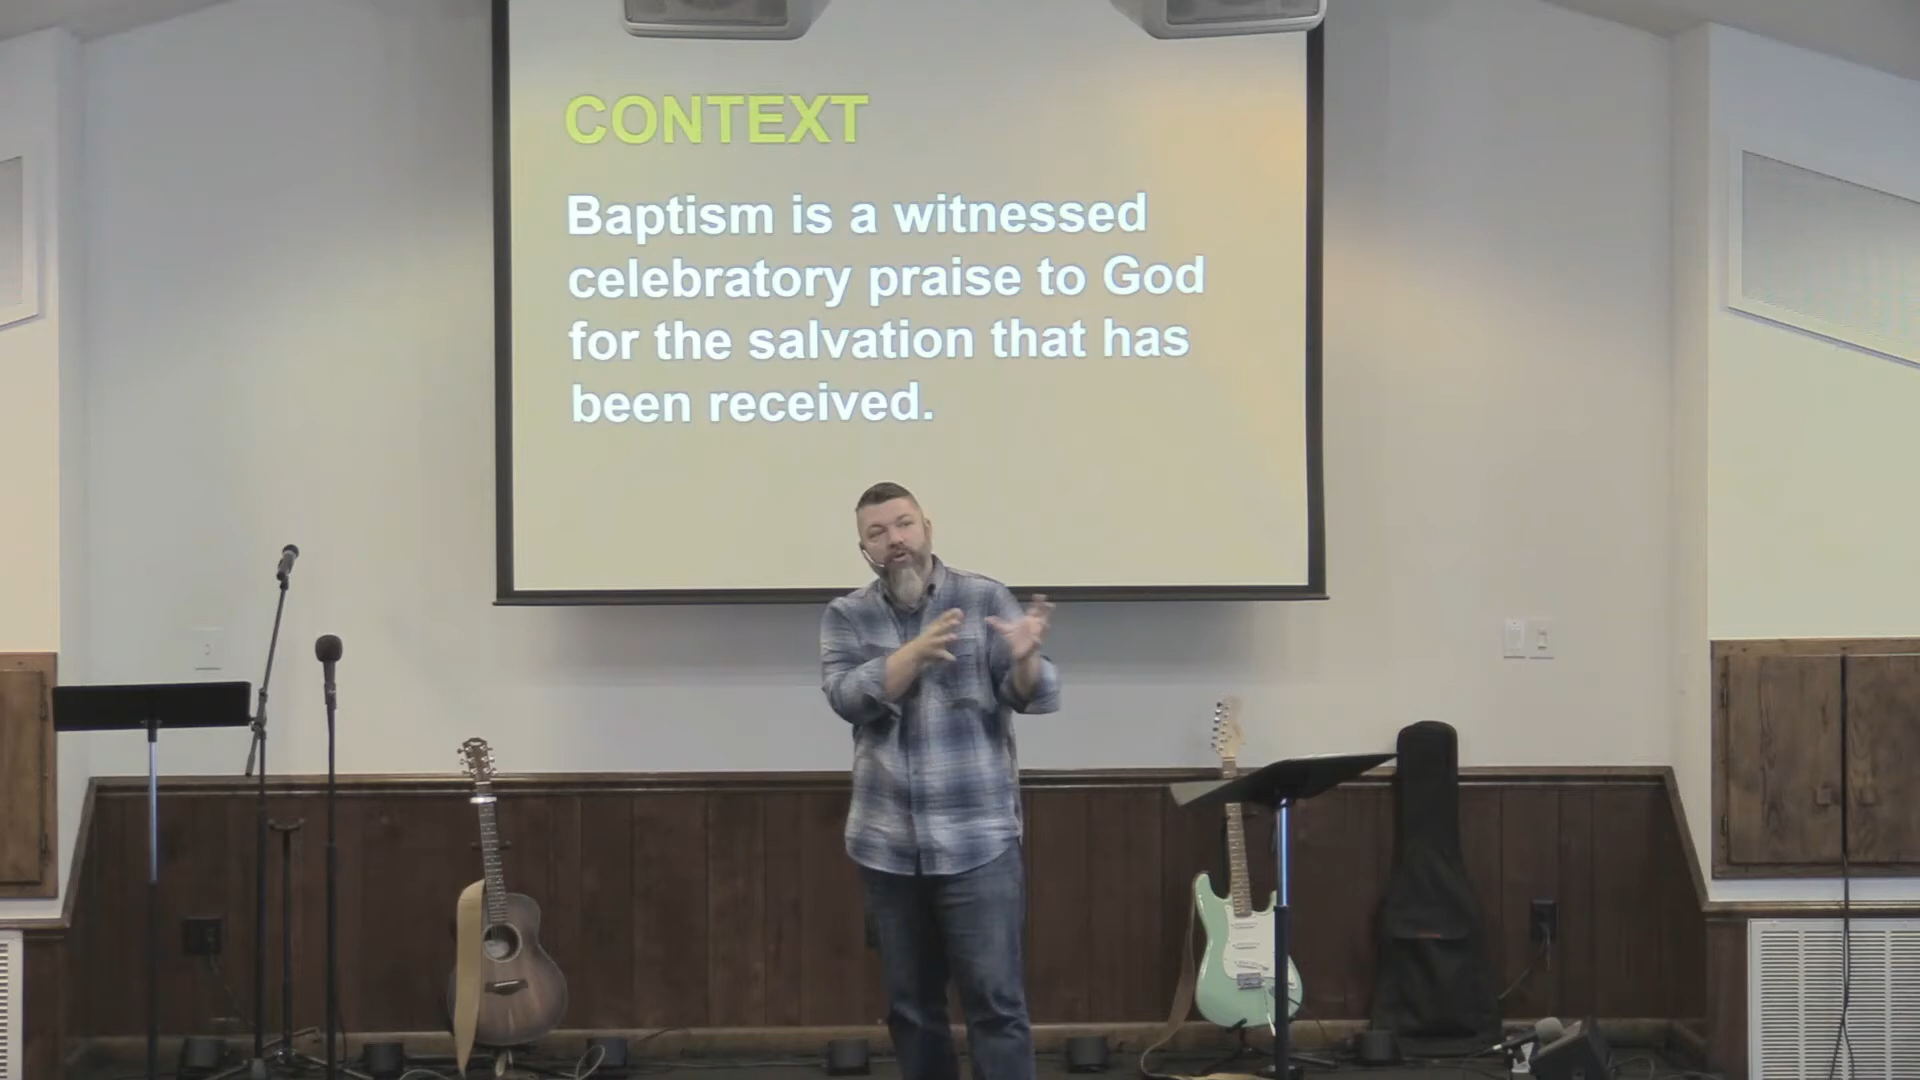 CONTEXT
Baptism is a witnessed
celebratory praise to God
for the salvation that has
been received.